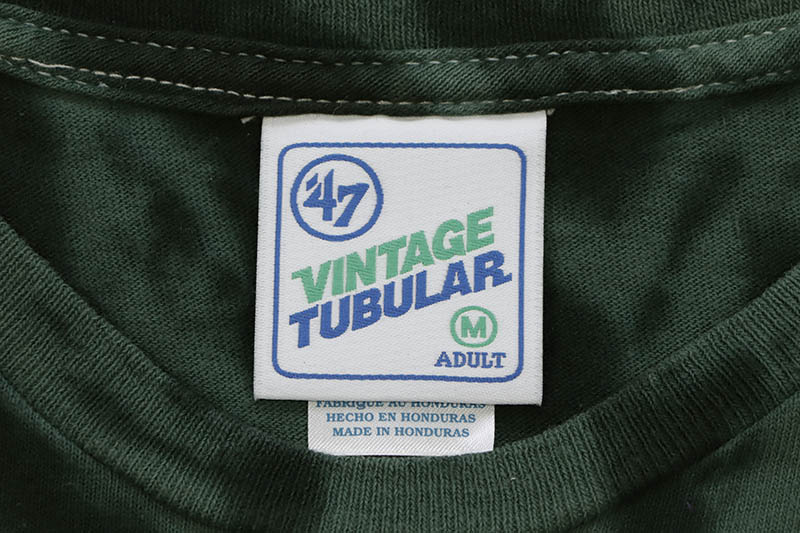 '47
VINTAGE
TUBULAR
M
ADULT
FABRIQUÉ AU HONDURAS
HECHO EN HONDURAS
MADE IN HONDURAS